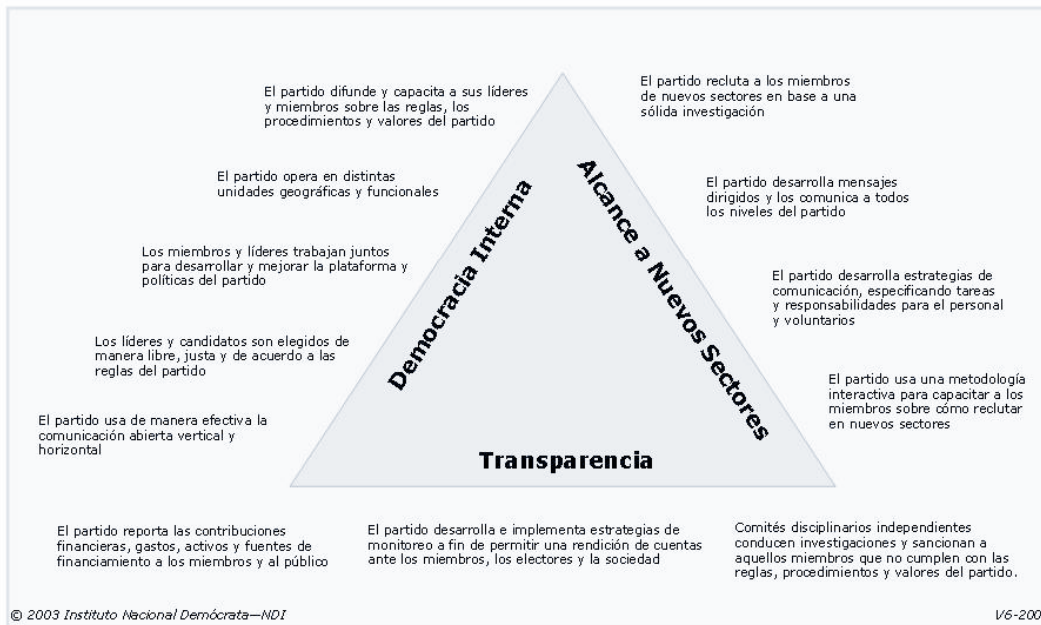 El partido difunde y capacita a sus líderes
y miembros sobre las reglas, los
procedimientos y valores del partido
El partido opera en distintas
unidades geográficas y funcionales
Los miembros y líderes trabajan juntos
para desarrollar y mejorar la plataforma y
políticas del partido
Los líderes y candidatos son elegidos de
manera libre, justa y de acuerdo a las
reglas del partido
El partido usa de manera efectiva la
comunicación abierta vertical y
horizontal
Democracia Interna
Alcance a Nuevos Sectores
Transparencia
El partido recluta a los miembros
de nuevos sectores en base a una
sólida investigación
El partido desarrolla mensajes
dirigidos y los comunica a todos
los niveles del partido
El partido desarrolla estrategias de
comunicación, especificando tareas
y responsabilidades para el personal
y voluntarios
El partido usa una metodología
interactiva para capacitar a los
miembros sobre cómo reclutar
en nuevos sectores
El partido reporta las contribuciones
financieras, gastos, activos y fuentes de
financiamiento a los miembros y al público
El partido desarrolla e implementa estrategias de
monitoreo a fin de permitir una rendición de cuentas
ante los miembros, los electores y la sociedad
Comités disciplinarios independientes
conducen investigaciones y sancionan a
aquellos miembros que no cumplen con las
reglas, procedimientos y valores del partido.
© 2003 Instituto Nacional Demócrata—NDI
V6-200